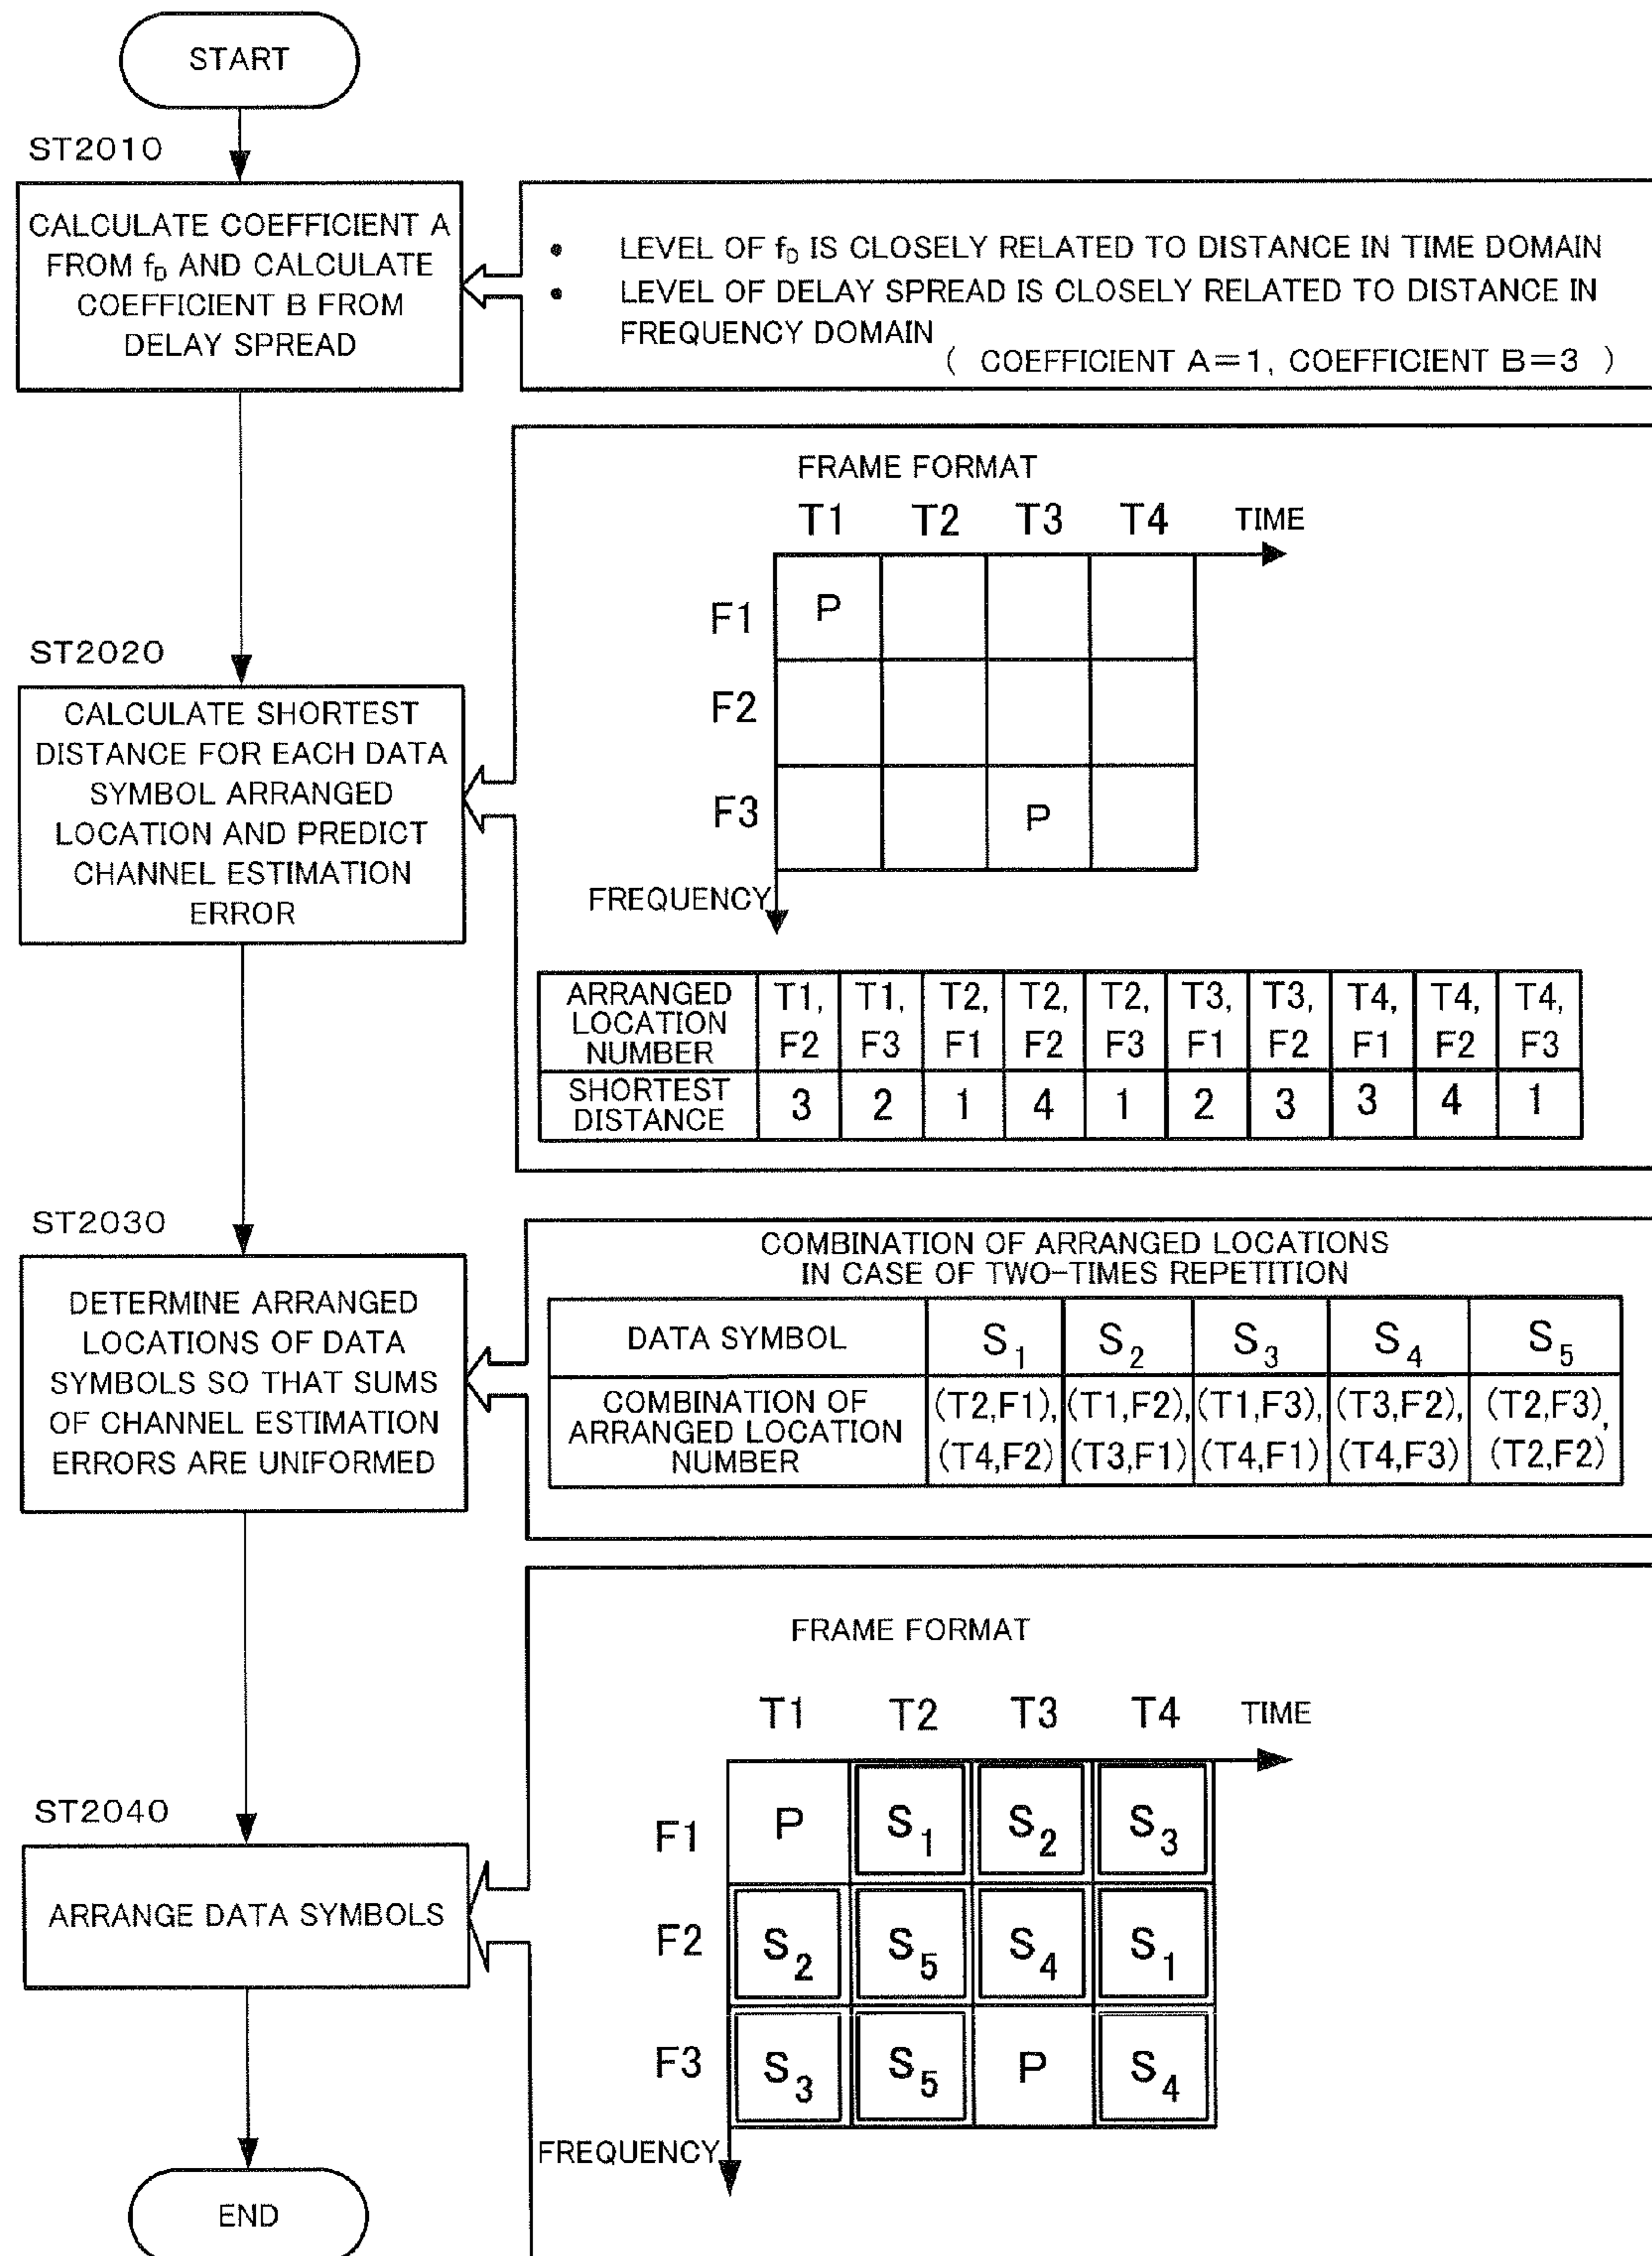 START
ST2010
CALCULATE COEFFICIENT A
FROM fD AND CALCULATE
COEFFICIENT B FROM
DELAY SPREAD
• LEVEL OF fD IS CLOSELY RELATED TO DISTANCE IN TIME DOMAIN
• LEVEL OF DELAY SPREAD IS CLOSELY RELATED TO DISTANCE IN
FREQUENCY DOMAIN
( COEFFICIENT A=1, COEFFICIENT B=3 )
ST2020
CALCULATE SHORTEST
DISTANCE FOR EACH DATA
SYMBOL ARRANGED
LOCATION AND PREDICT
CHANNEL ESTIMATION
ERROR
FRAME FORMAT
T1 T2 T3 T4 TIME
F1 P
F2
F3 P
FREQUENCY
ARRANGED
LOCATION
NUMBER
T1, T1, T2, T2, T2, T3, T3, T4, T4, T4,
F2 F3 F1 F2 F3 F1 F2 F1 F2 F3
SHORTEST
DISTANCE
3 2 1 4 1 2 3 3 4 1
ST2030
DETERMINE ARRANGED
LOCATIONS OF DATA
SYMBOLS SO THAT SUMS
OF CHANNEL ESTIMATION
ERRORS ARE UNIFORMED
COMBINATION OF ARRANGED LOCATIONS
IN CASE OF TWO-TIMES REPETITION
DATA SYMBOL S1 S2 S3 S4 S5
COMBINATION OF
ARRANGED LOCATION
NUMBER
(T2,F1), (T1,F2), (T1,F3), (T3,F2), (T2,F3),
(T4,F2) (T3,F1) (T4,F1) (T4,F3) (T2,F2)
ST2040
ARRANGE DATA SYMBOLS
FRAME FORMAT
T1 T2 T3 T4 TIME
F1 P S1 S2 S3
F2 S2 S5 S4 S1
F3 S3 S5 P S4
FREQUENCY
END